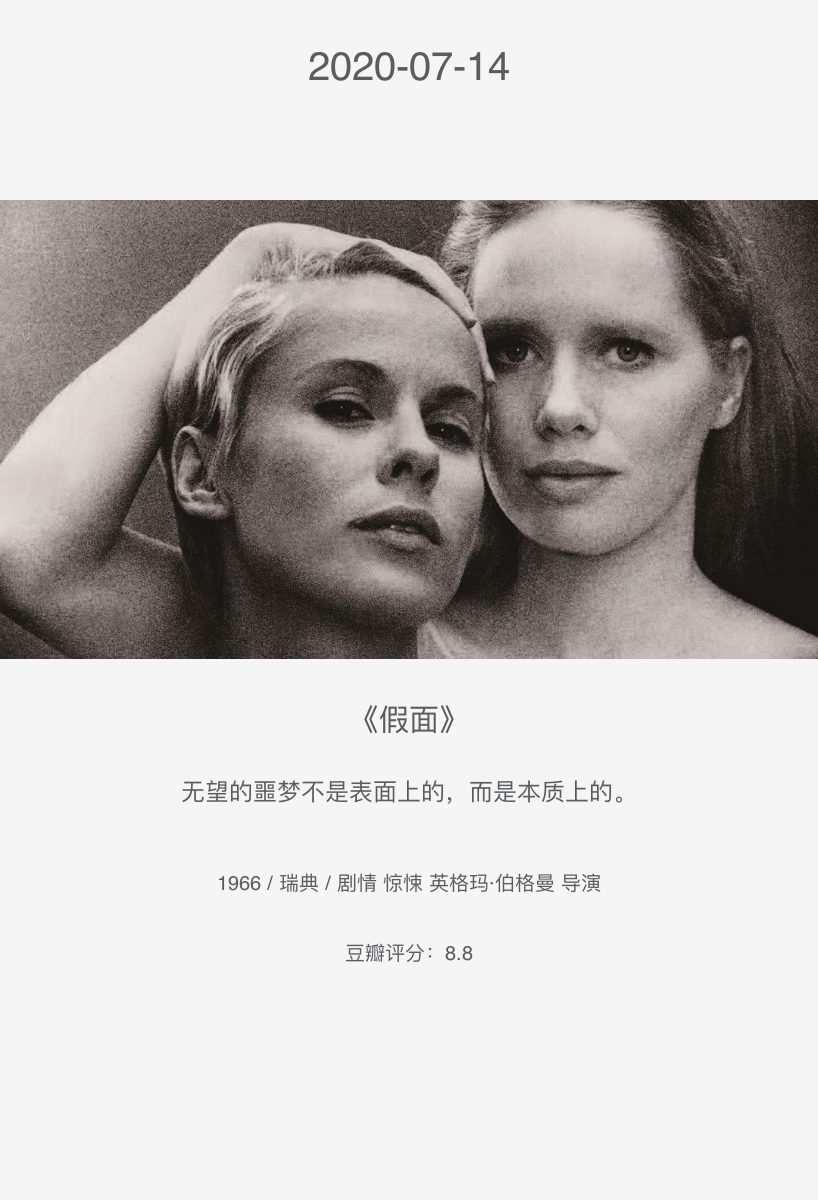 2020-07-14
《假面》
无望的噩梦不是表面上的，而是本质上的。
1966 / 瑞典 / 剧情 惊悚 英格玛·伯格曼 导演
豆瓣评分：8.8